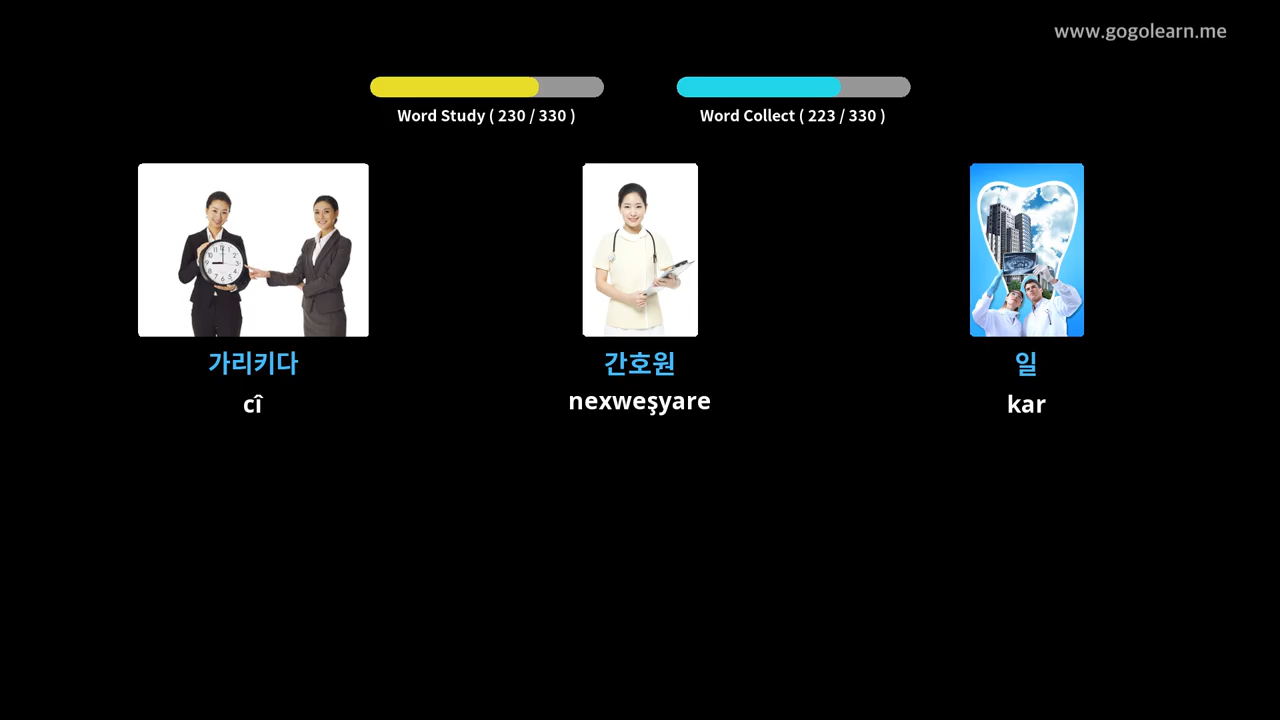 www.gogolearn.me
Word Study ( 230 / 330 )
Word Collect ( 223 / 330 )
가리키다
간호원
일
cî
nexweşyare
kar